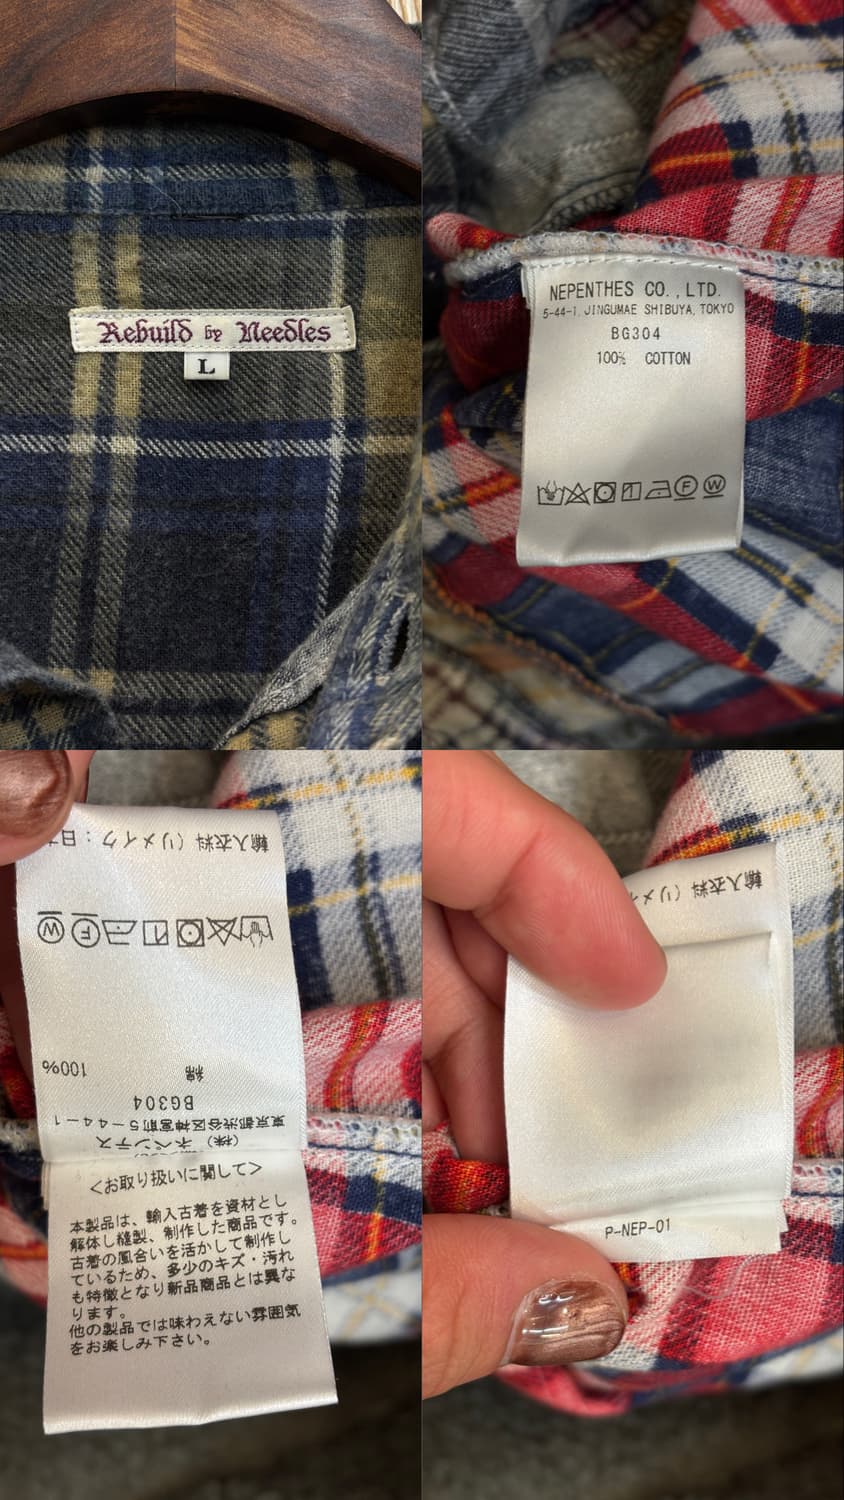 Rebuild by Needles
L
NEPENTHES CO.,LTD.
5-44-1, JINGUMAE SHIBUYA, TOKYO
BG304
100% COTTON
F
W
輸入衣料(リメイク:日本
W
F
綿 100%
BG304
東京都渋谷区神宮前5-44-1
(株) ネペンテス
<お取り扱いに関して>
本製品は、輸入古着を資材とし
解体し縫製、制作した商品です。
古着の風合いを活かして制作し
ているため、多少のキズ・汚れ
も特徴となり新品商品とは異な
ります。
他の製品では味わえない雰囲気
をお楽しみ下さい。
輸入衣料(リメイ
P-NEP-01